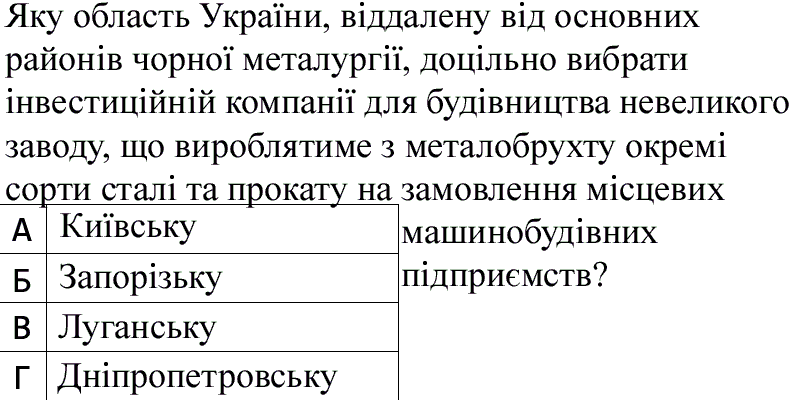 Яку область України, віддалену від основних
районів чорної металургії, доцільно вибрати
інвестиційній компанії для будівництва невеликого
заводу, що вироблятиме з металобрухту окремі
сорти сталі та прокату на замовлення місцевих
машинобудівних
підприємств?
А Київську
Б Запорізьку
В Луганську
Г Дніпропетровську